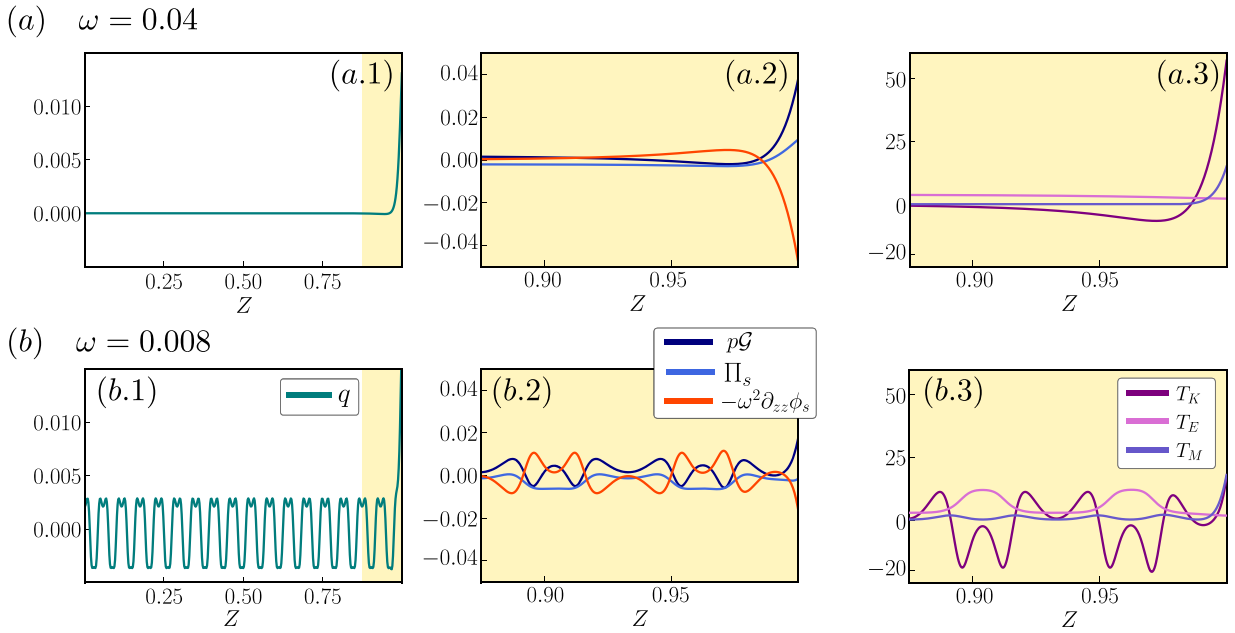 (a) ω = 0.04
(a.1)
0.010
0.005
0.000
0.25 0.50 0.75
Z
(a.2)
0.04
0.02
0.00
−0.02
−0.04
0.90 0.95
Z
(a.3)
50
25
0
−20
0.90 0.95
Z
(b) ω = 0.008
(b.1)
q
0.010
0.005
0.000
0.25 0.50 0.75
Z
(b.2)
p𝒢
Π_s
−ω²∂_{zz}ϕ_s
0.04
0.02
0.00
−0.02
−0.04
0.90 0.95
Z
(b.3)
T_K
T_E
T_M
50
25
0
−20
0.90 0.95
Z